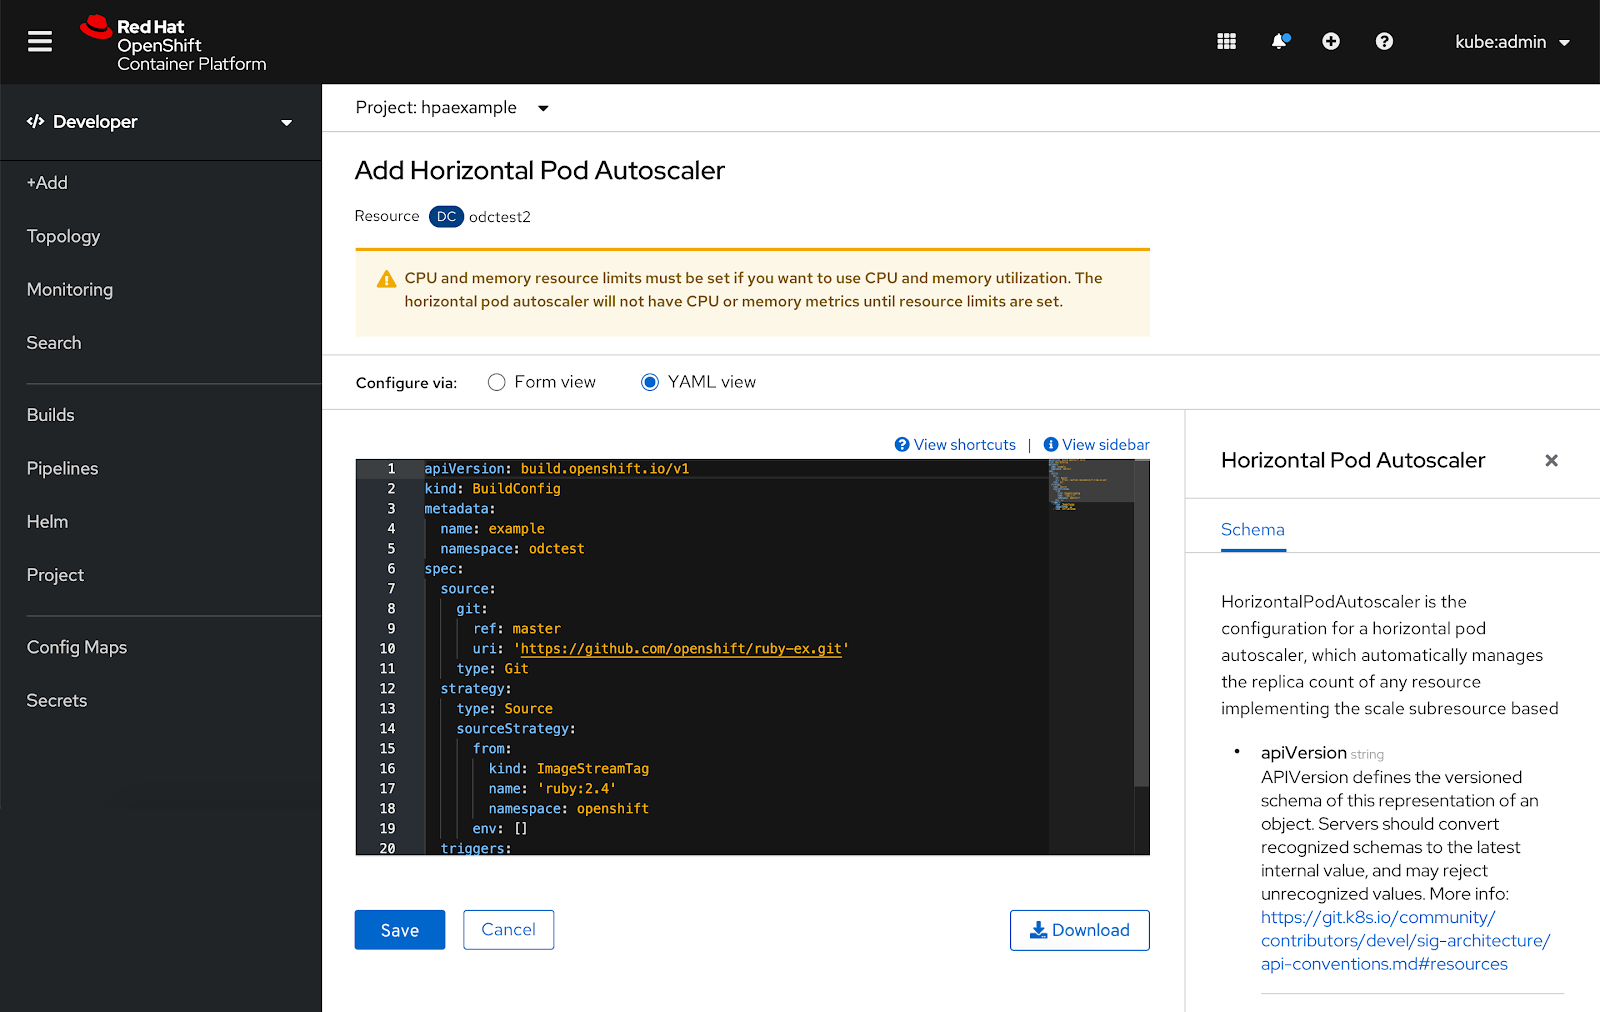 Red Hat
OpenShift
Container Platform
kube:admin
Developer
+Add
Topology
Monitoring
Search
Builds
Pipelines
Helm
Project
Config Maps
Secrets
Project: hpaexample
Add Horizontal Pod Autoscaler
Resource DC odctest2
CPU and memory resource limits must be set if you want to use CPU and memory utilization. The
horizontal pod autoscaler will not have CPU or memory metrics until resource limits are set.
Configure via: Form view YAML view
View shortcuts | View sidebar
1 apiVersion: build.openshift.io/v1
2 kind: BuildConfig
3 metadata:
4 name: example
5 namespace: odctest
6 spec:
7 source:
8 git:
9 ref: master
10 uri: 'https://github.com/openshift/ruby-ex.git'
11 type: Git
12 strategy:
13 type: Source
14 sourceStrategy:
15 from:
16 kind: ImageStreamTag
17 name: 'ruby:2.4'
18 namespace: openshift
19 env: []
20 triggers:
Save Cancel Download
Horizontal Pod Autoscaler
Schema
HorizontalPodAutoscaler is the
configuration for a horizontal pod
autoscaler, which automatically manages
the replica count of any resource
implementing the scale subresource based
• apiVersion string
APIVersion defines the versioned
schema of this representation of an
object. Servers should convert
recognized schemas to the latest
internal value, and may reject
unrecognized values. More info:
https://git.k8s.io/community/
contributors/devel/sig-architecture/
api-conventions.md#resources